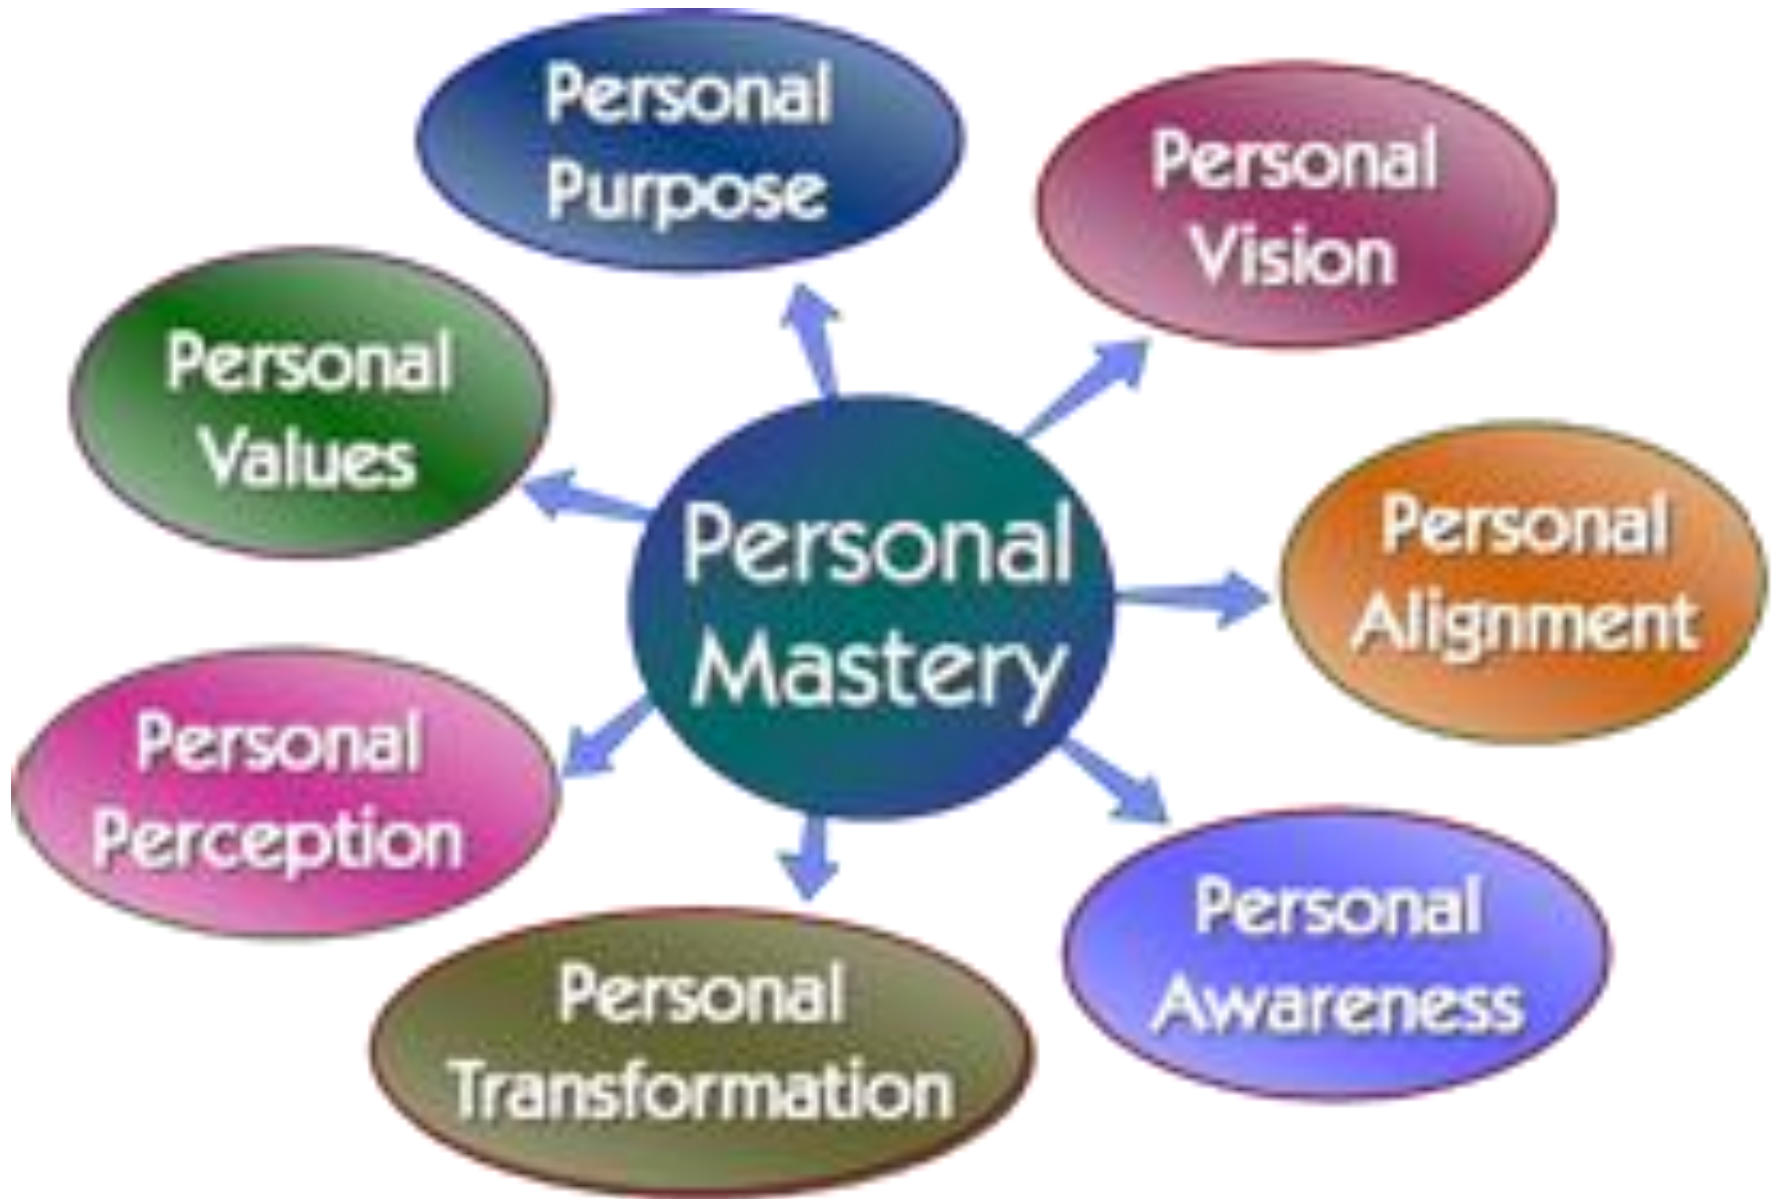 Personal
Purpose
Personal
Vision
Personal
Values
Personal
Alignment
Personal
Mastery
Personal
Perception
Personal
Awareness
Personal
Transformation